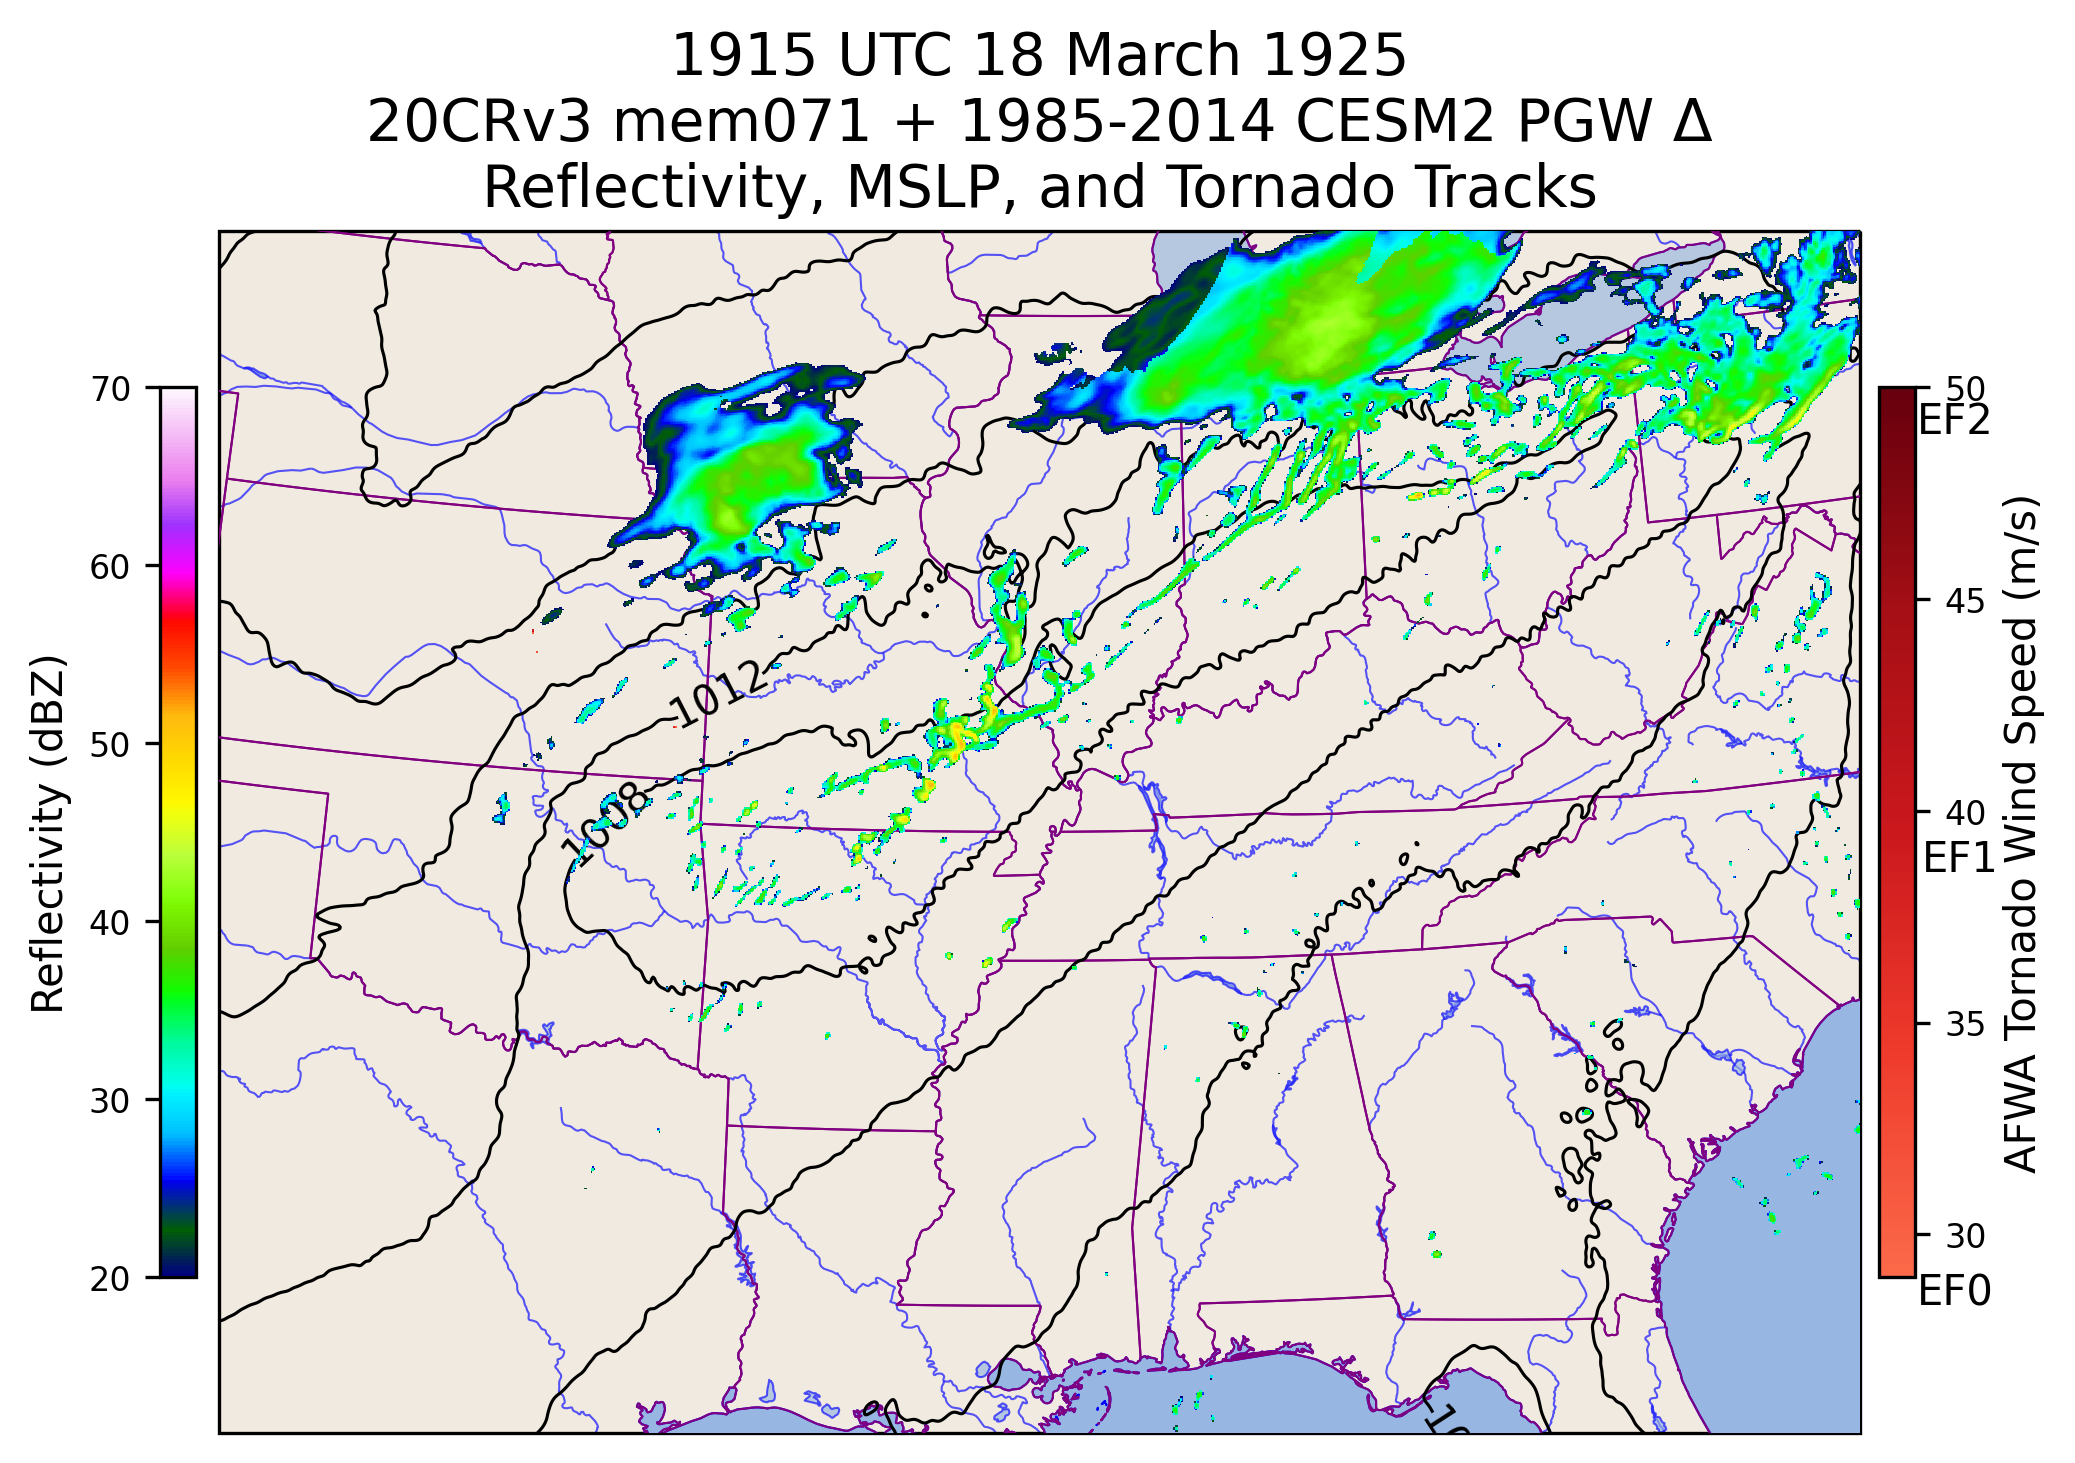 1915 UTC 18 March 1925
20CRv3 mem071 + 1985-2014 CESM2 PGW Δ
Reflectivity, MSLP, and Tornado Tracks
Reflectivity (dBZ)
70
60
50
40
30
20
1012
1008
50
EF2
45
40
EF1
35
30
EF0
AFWA Tornado Wind Speed (m/s)